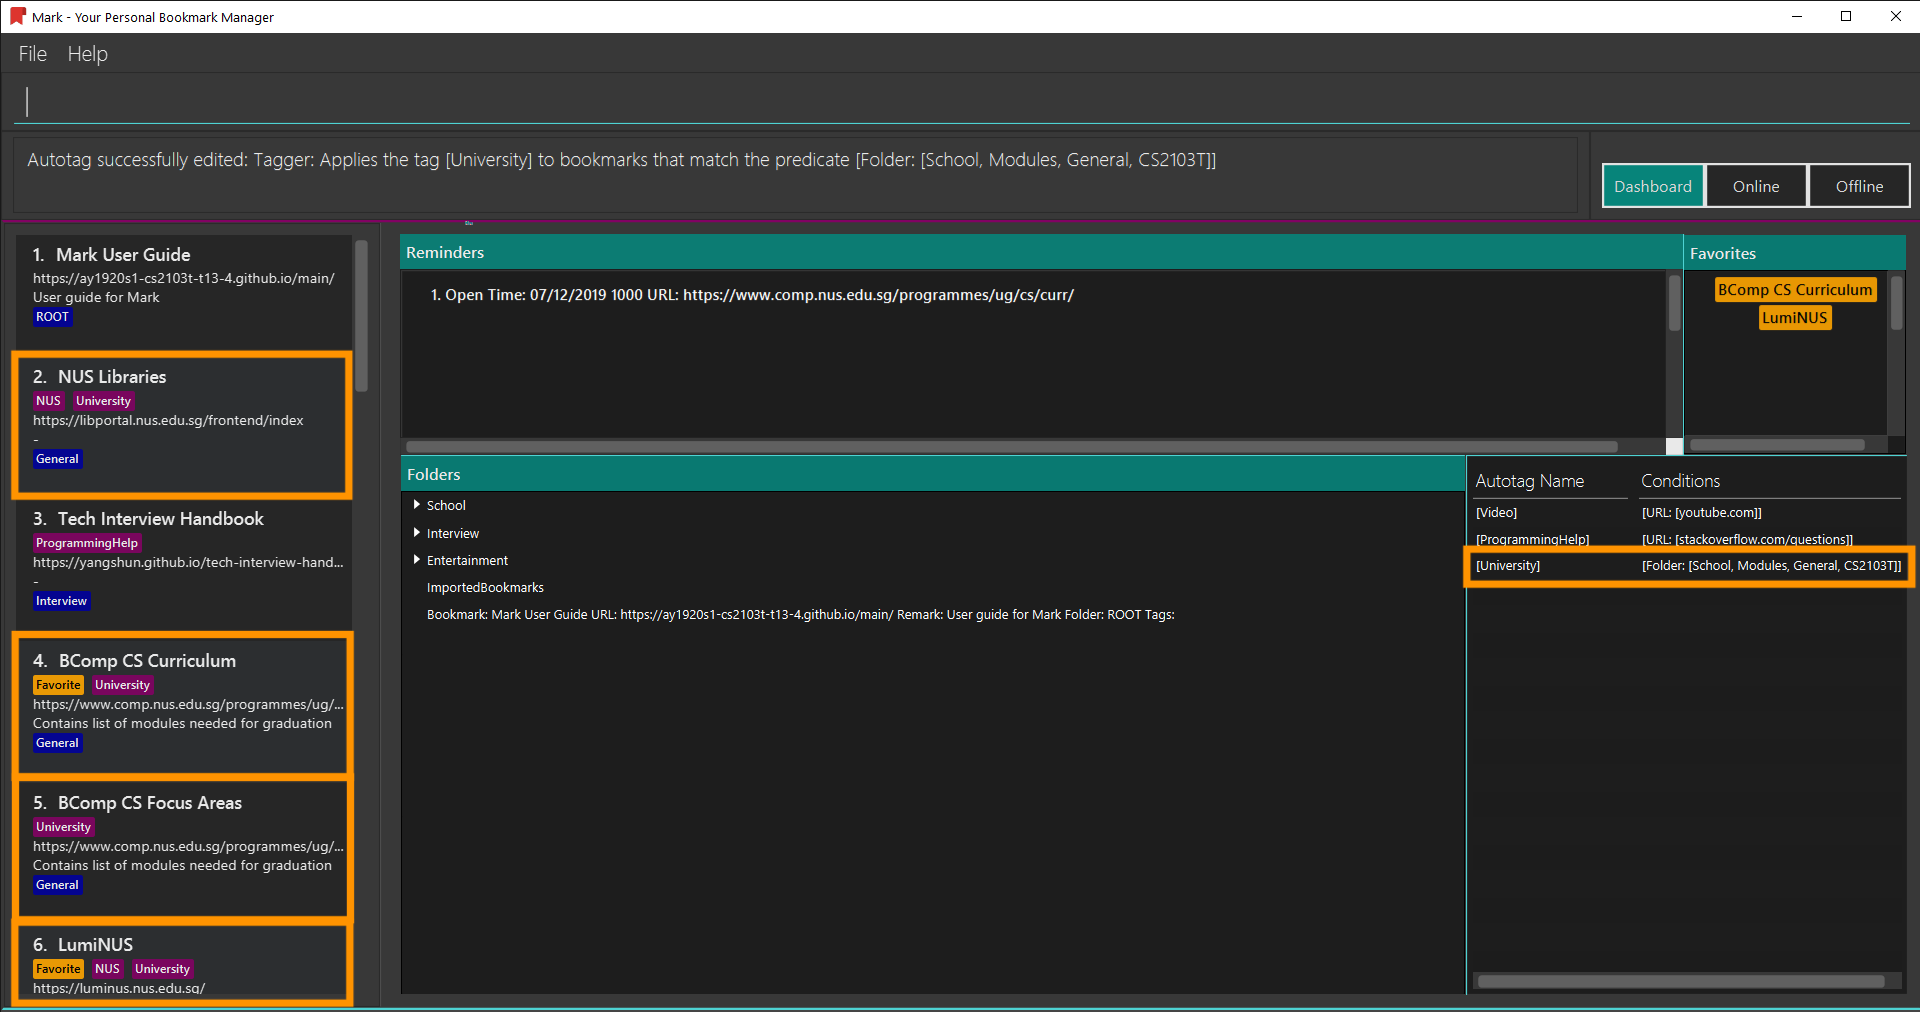 Mark - Your Personal Bookmark Manager
File Help
Autotag successfully edited: Tagger: Applies the tag [University] to bookmarks that match the predicate [Folder: [School, Modules, General, CS2103T]]
Dashboard Online Offline
1. Mark User Guide
https://ay1920s1-cs2103t-t13-4.github.io/main/
User guide for Mark
ROOT
2. NUS Libraries
NUS University
https://libportal.nus.edu.sg/frontend/index
-
General
3. Tech Interview Handbook
ProgrammingHelp
https://yangshun.github.io/tech-interview-hand...
-
Interview
4. BComp CS Curriculum
Favorite University
https://www.comp.nus.edu.sg/programmes/ug/...
Contains list of modules needed for graduation
General
5. BComp CS Focus Areas
University
https://www.comp.nus.edu.sg/programmes/ug/...
Contains list of modules needed for graduation
General
6. LumiNUS
Favorite NUS University
https://luminus.nus.edu.sg/
Reminders
1. Open Time: 07/12/2019 1000 URL: https://www.comp.nus.edu.sg/programmes/ug/cs/curr/
Favorites
BComp CS Curriculum
LumiNUS
Folders
School
Interview
Entertainment
ImportedBookmarks
Bookmark: Mark User Guide URL: https://ay1920s1-cs2103t-t13-4.github.io/main/ Remark: User guide for Mark Folder: ROOT Tags:
Autotag Name Conditions
[Video] [URL: [youtube.com]]
[ProgrammingHelp] [URL: [stackoverflow.com/questions]]
[University] [Folder: [School, Modules, General, CS2103T]]